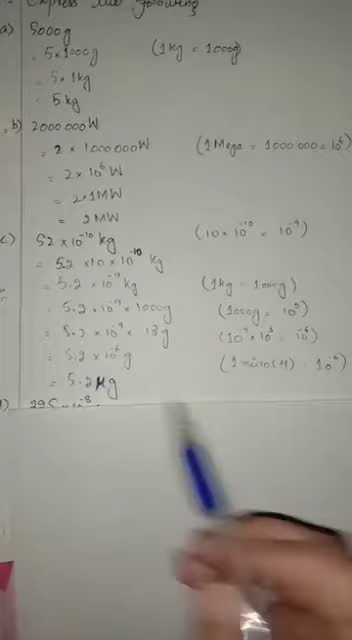 Express the following
a) 5000g
= 5×1000g (1kg = 1000g)
= 5×1kg
= 5kg
b) 2000000W
= 2 × 1000000W (1Mega = 1000000 = 10⁶)
= 2×10⁶ W
= 2×1MW
= 2MW
c) 52×10⁻¹⁰ kg (10×10⁻¹⁰ = 10⁻⁹)
= 5.2×10×10⁻¹⁰ kg
= 5.2×10⁻⁹ kg (1kg = 1000g)
= 5.2×10⁻⁹×1000g (1000g = 10³)
= 5.2×10⁻⁹×10³g (10⁻⁹×10³ = 10⁻⁶)
= 5.2×10⁻⁶g (1micro(μ) = 10⁻⁶)
= 5.2μg